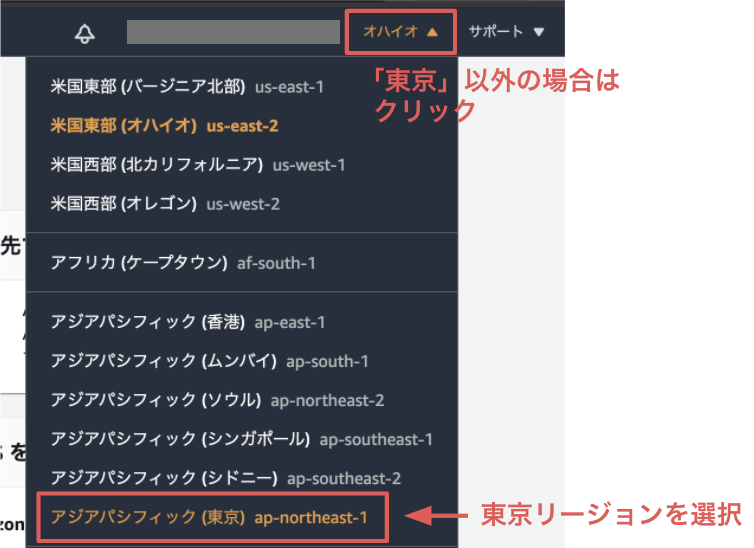 オハイオ ▲ サポート ▼
「東京」以外の場合は
クリック
米国東部 (バージニア北部) us-east-1
米国東部 (オハイオ) us-east-2
米国西部 (北カリフォルニア) us-west-1
米国西部 (オレゴン) us-west-2
先
アフリカ (ケープタウン) af-south-1
アジアパシフィック (香港) ap-east-1
アジアパシフィック (ムンバイ) ap-south-1
アジアパシフィック (ソウル) ap-northeast-2
アジアパシフィック (シンガポール) ap-southeast-1
を
アジアパシフィック (シドニー) ap-southeast-2
zon
アジアパシフィック (東京) ap-northeast-1
東京リージョンを選択